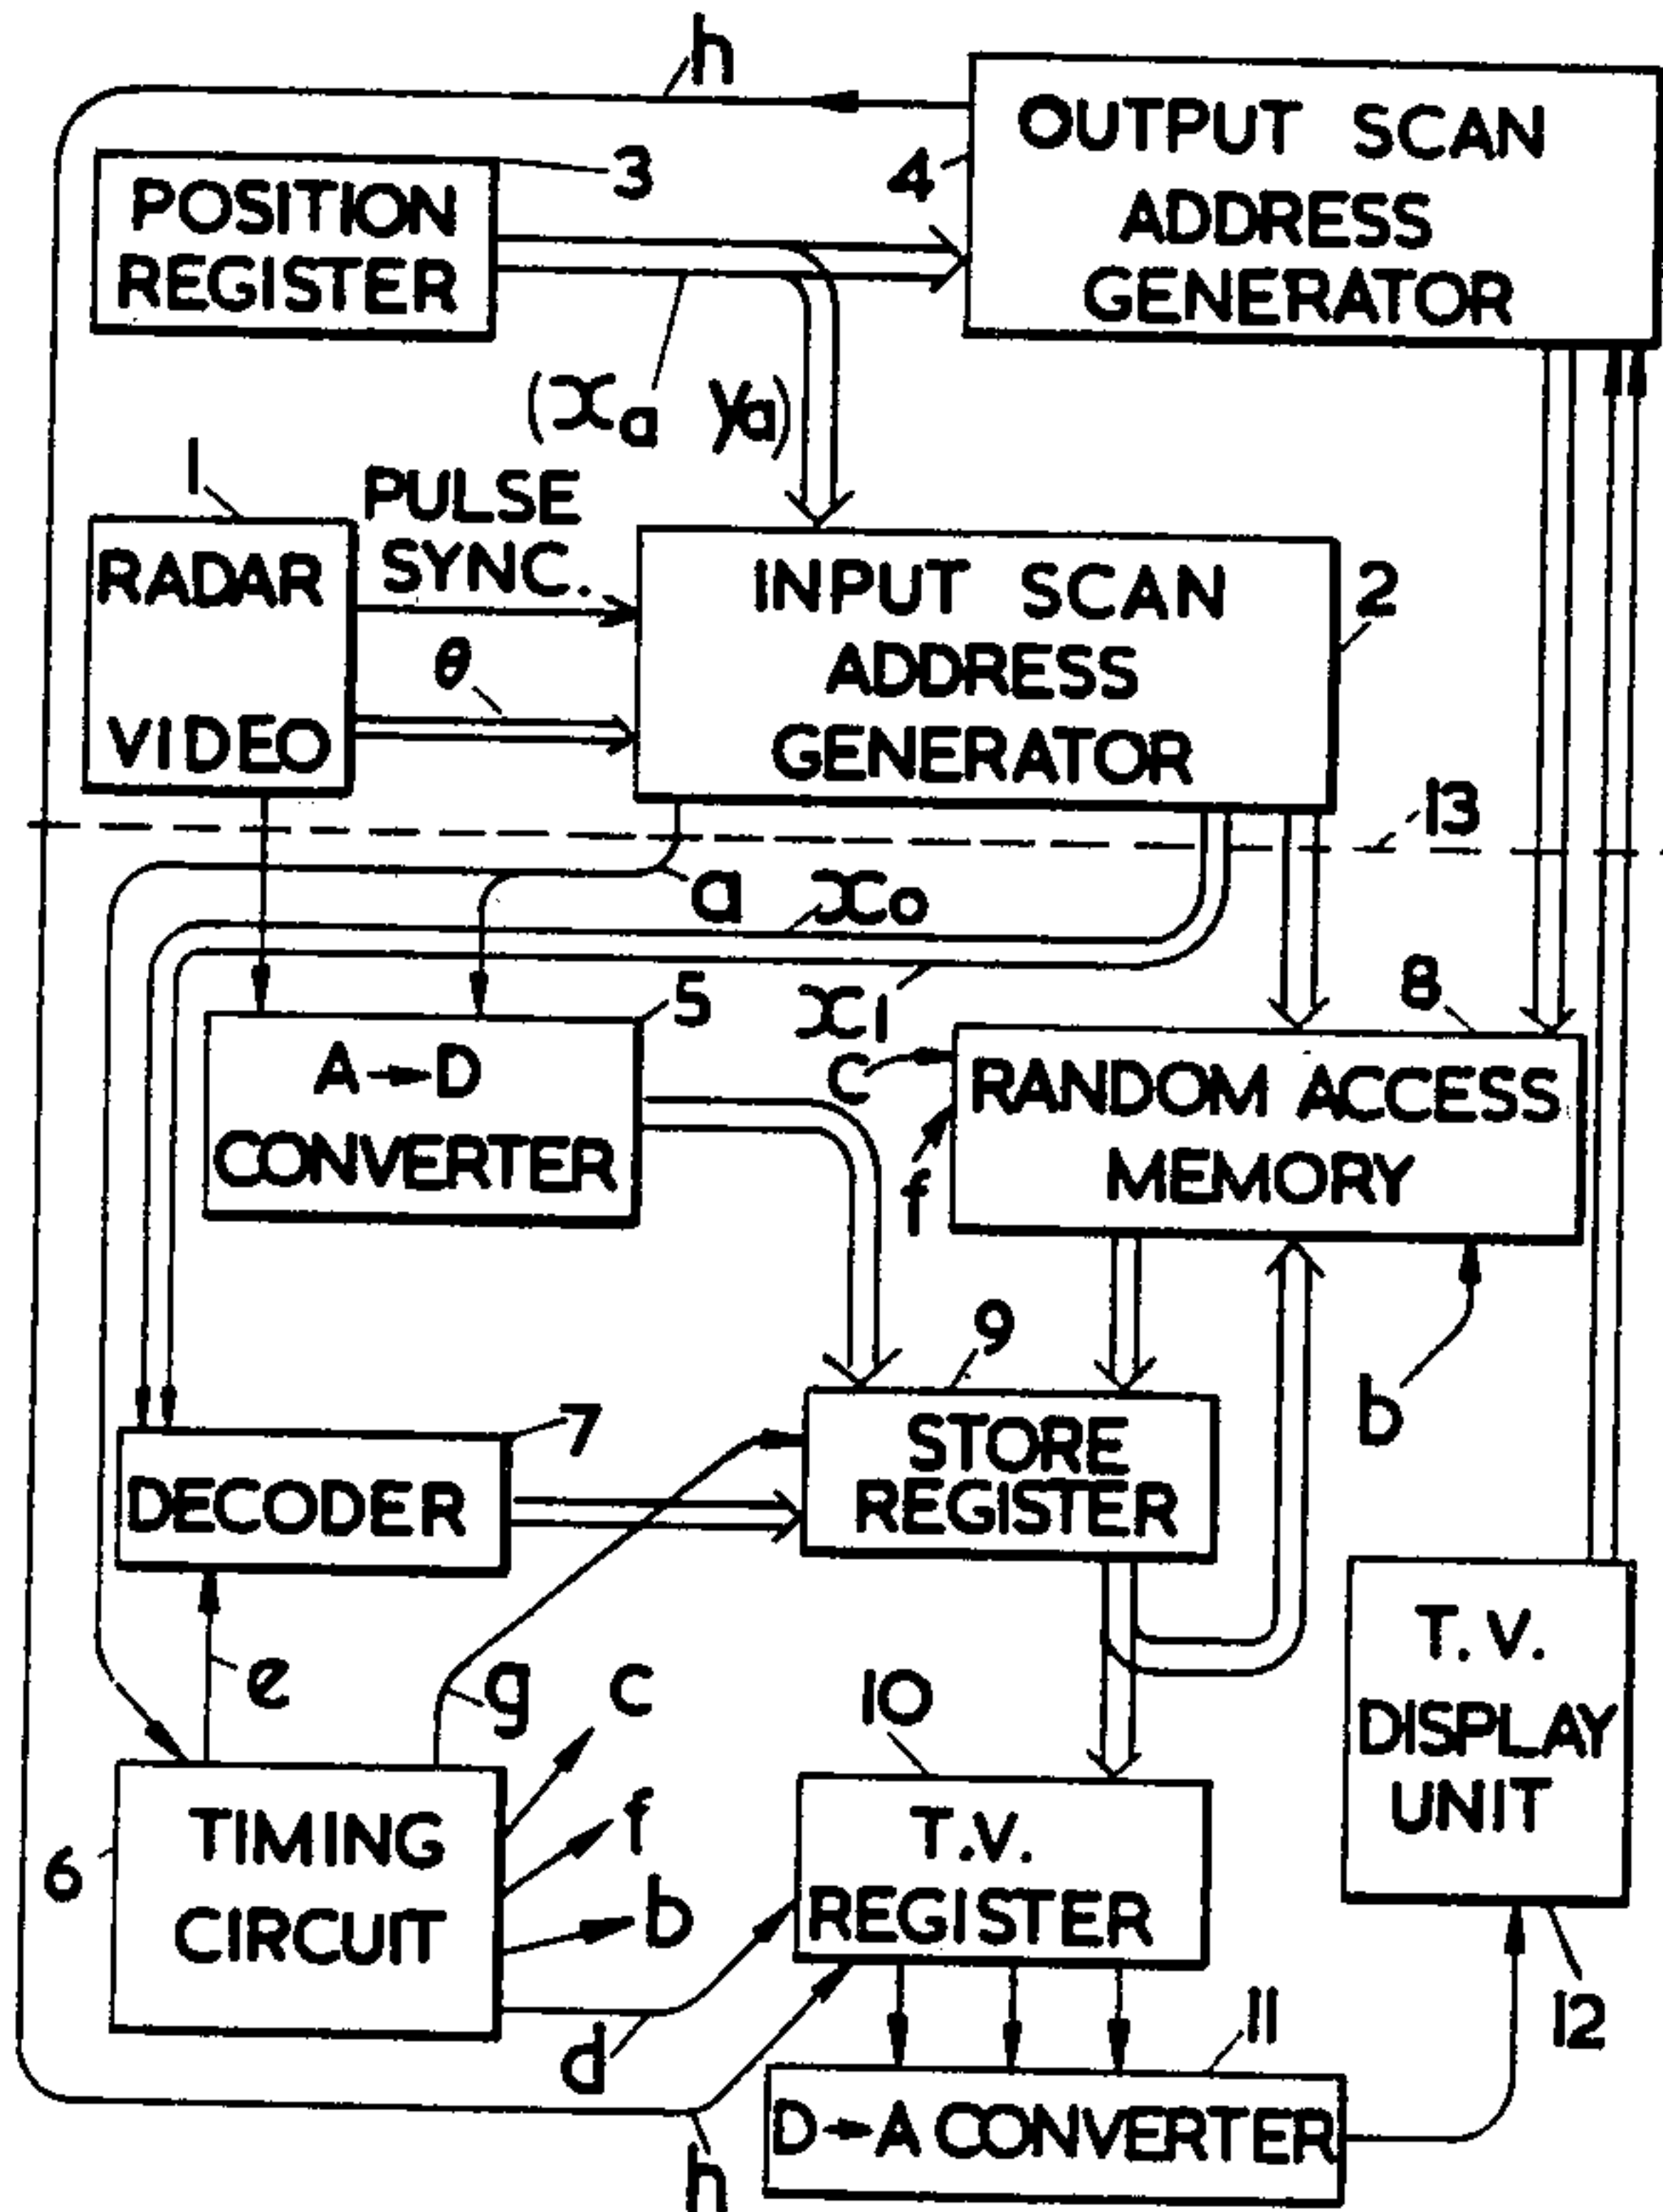 h
OUTPUT SCAN
ADDRESS
GENERATOR
4
3
POSITION
REGISTER
(xa ya)
1
PULSE
SYNC.
RADAR
VIDEO
θ
INPUT SCAN
ADDRESS
GENERATOR
2
13
a
x0
x1
5
8
A→D
CONVERTER
c
f
RANDOM ACCESS
MEMORY
b
9
7
STORE
REGISTER
DECODER
e
g
c
10
T.V.
DISPLAY
UNIT
6
TIMING
CIRCUIT
f
b
T.V.
REGISTER
d
11
12
D→A CONVERTER
h